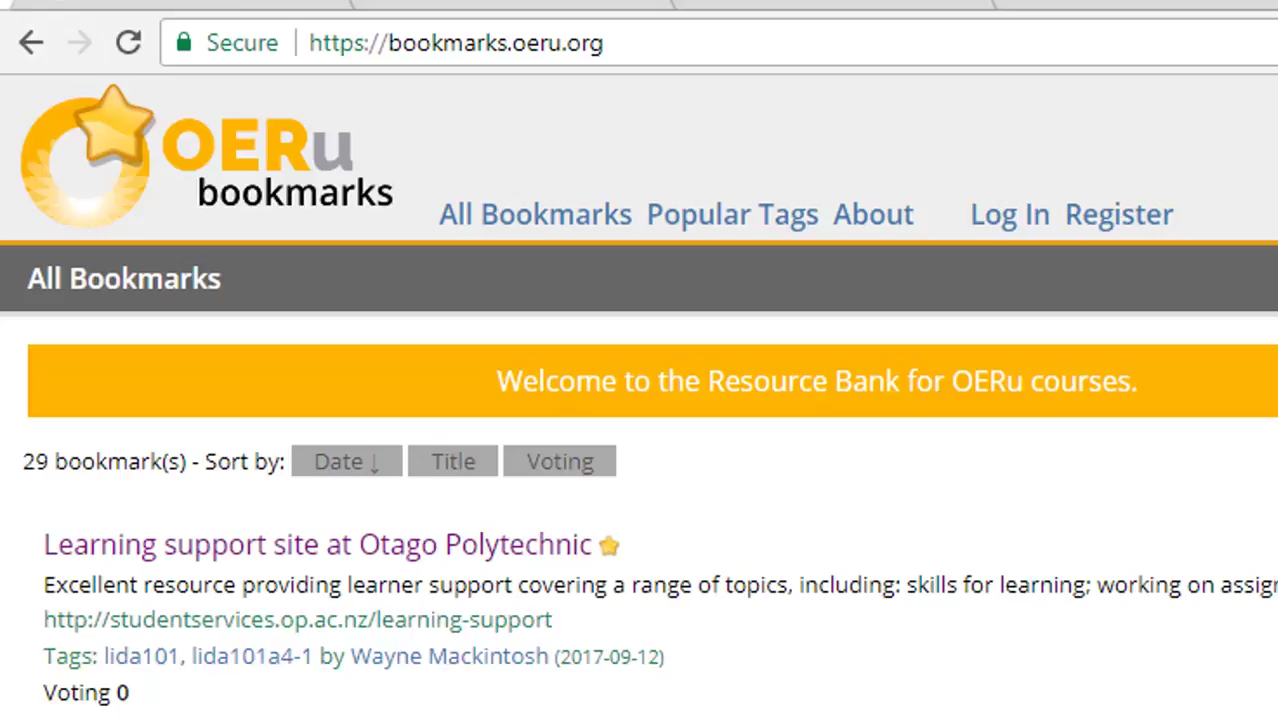 Secure https://bookmarks.oeru.org
OERu
bookmarks
All Bookmarks Popular Tags About Log In Register
All Bookmarks
Welcome to the Resource Bank for OERu courses.
29 bookmark(s) - Sort by: Date ↓ Title Voting
Learning support site at Otago Polytechnic
Excellent resource providing learner support covering a range of topics, including: skills for learning; working on assign
http://studentservices.op.ac.nz/learning-support
Tags: lida101, lida101a4-1 by Wayne Mackintosh (2017-09-12)
Voting 0